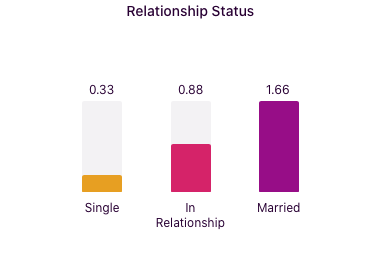 Relationship Status
0.33
0.88
1.66
Single
In
Relationship
Married